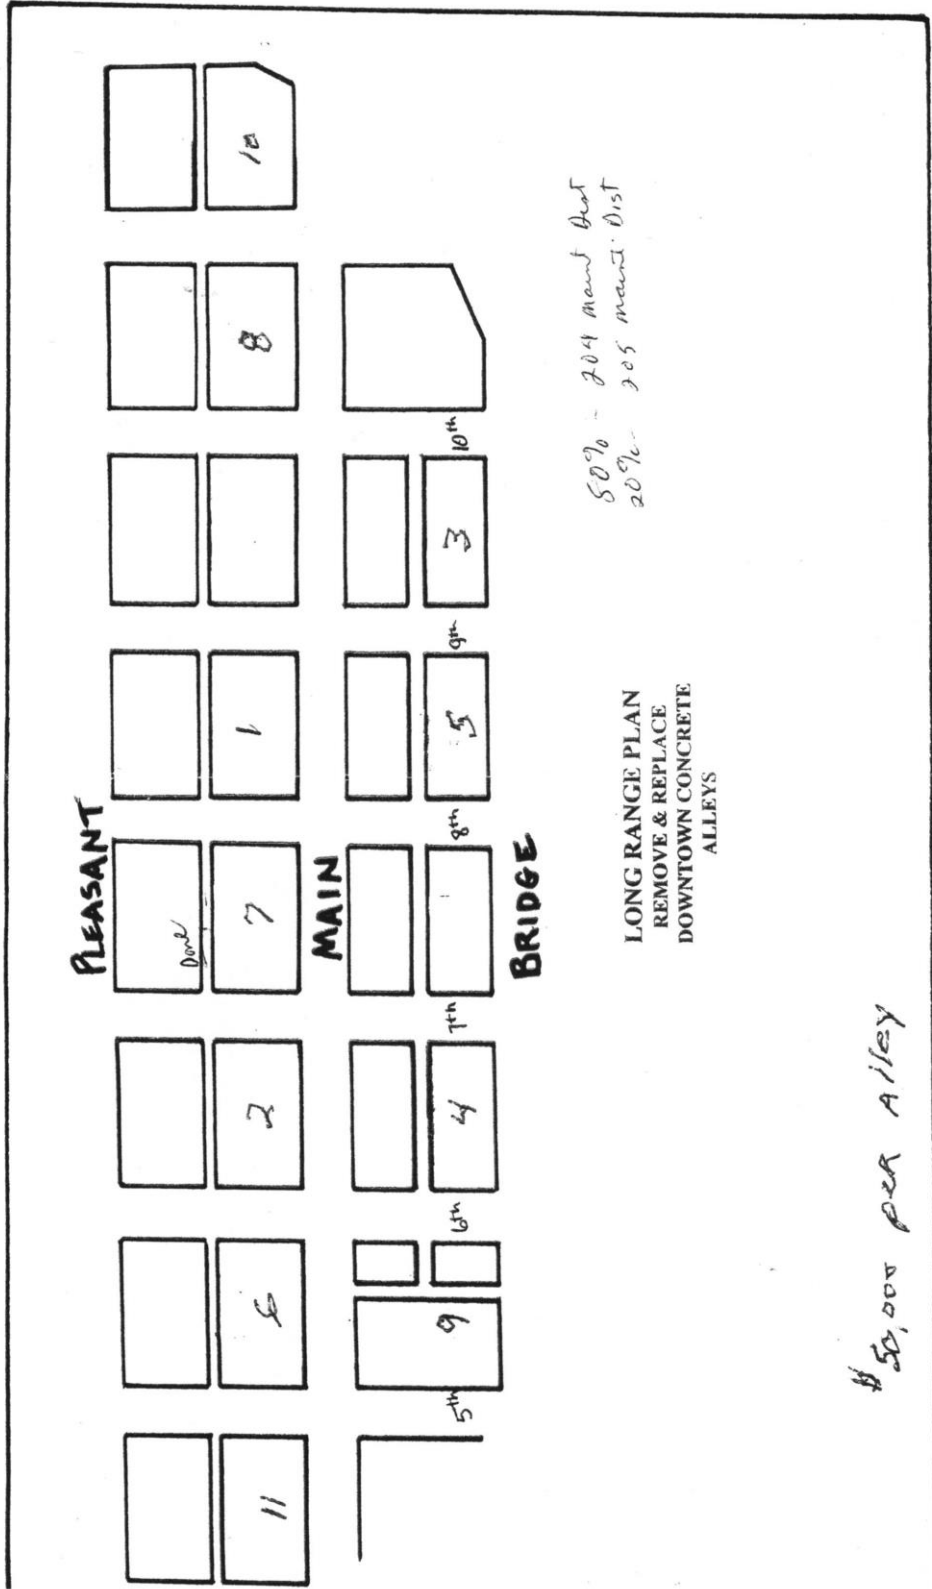 PLEASANT
Done
11 6 2 7 1 8 10
MAIN
9 4 5 3
5th 6th 7th 8th 9th 10th
BRIDGE
- 204 Maint Dist
20% - 205 maint. Dist
LONG RANGE PLAN
REMOVE & REPLACE
DOWNTOWN CONCRETE
ALLEYS
$50,000 per Alley